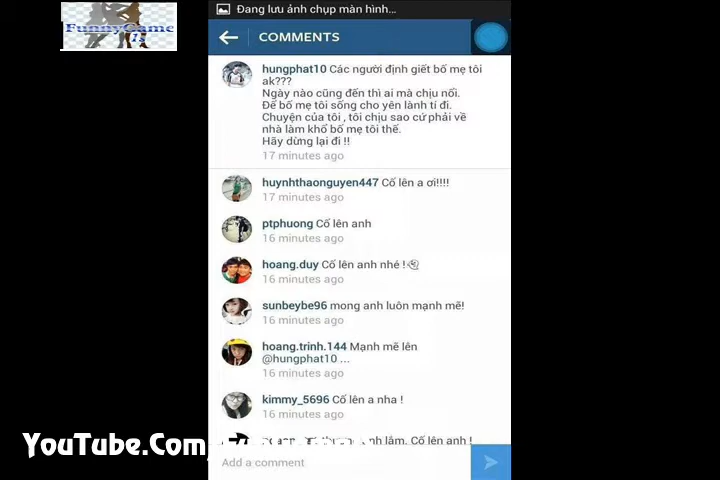 Đang lưu ảnh chụp màn hình...
FunnyGame
COMMENTS
hungphat10 Các người định giết bố mẹ tôi
ak???
Ngày nào cũng đến thì ai mà chịu nổi.
Để bố mẹ tôi sống cho yên lành tí đi.
Chuyện của tôi , tôi chịu sao cứ phải về
nhà làm khổ bố mẹ tôi thế.
Hãy dừng lại đi !!
17 minutes ago
huynhthaonguyen447 Cố lên a ơi!!!!
17 minutes ago
ptphuong Cố lên anh
16 minutes ago
hoang.duy Cố lên anh nhé !
16 minutes ago
sunbeybe96 mong anh luôn mạnh mẽ!
16 minutes ago
hoang.trinh.144 Mạnh mẽ lên
@hungphat10 ...
16 minutes ago
kimmy_5696 Cố lên a nha !
16 minutes ago
lắm. Cố lên anh !
YouTube.Com
Add a comment